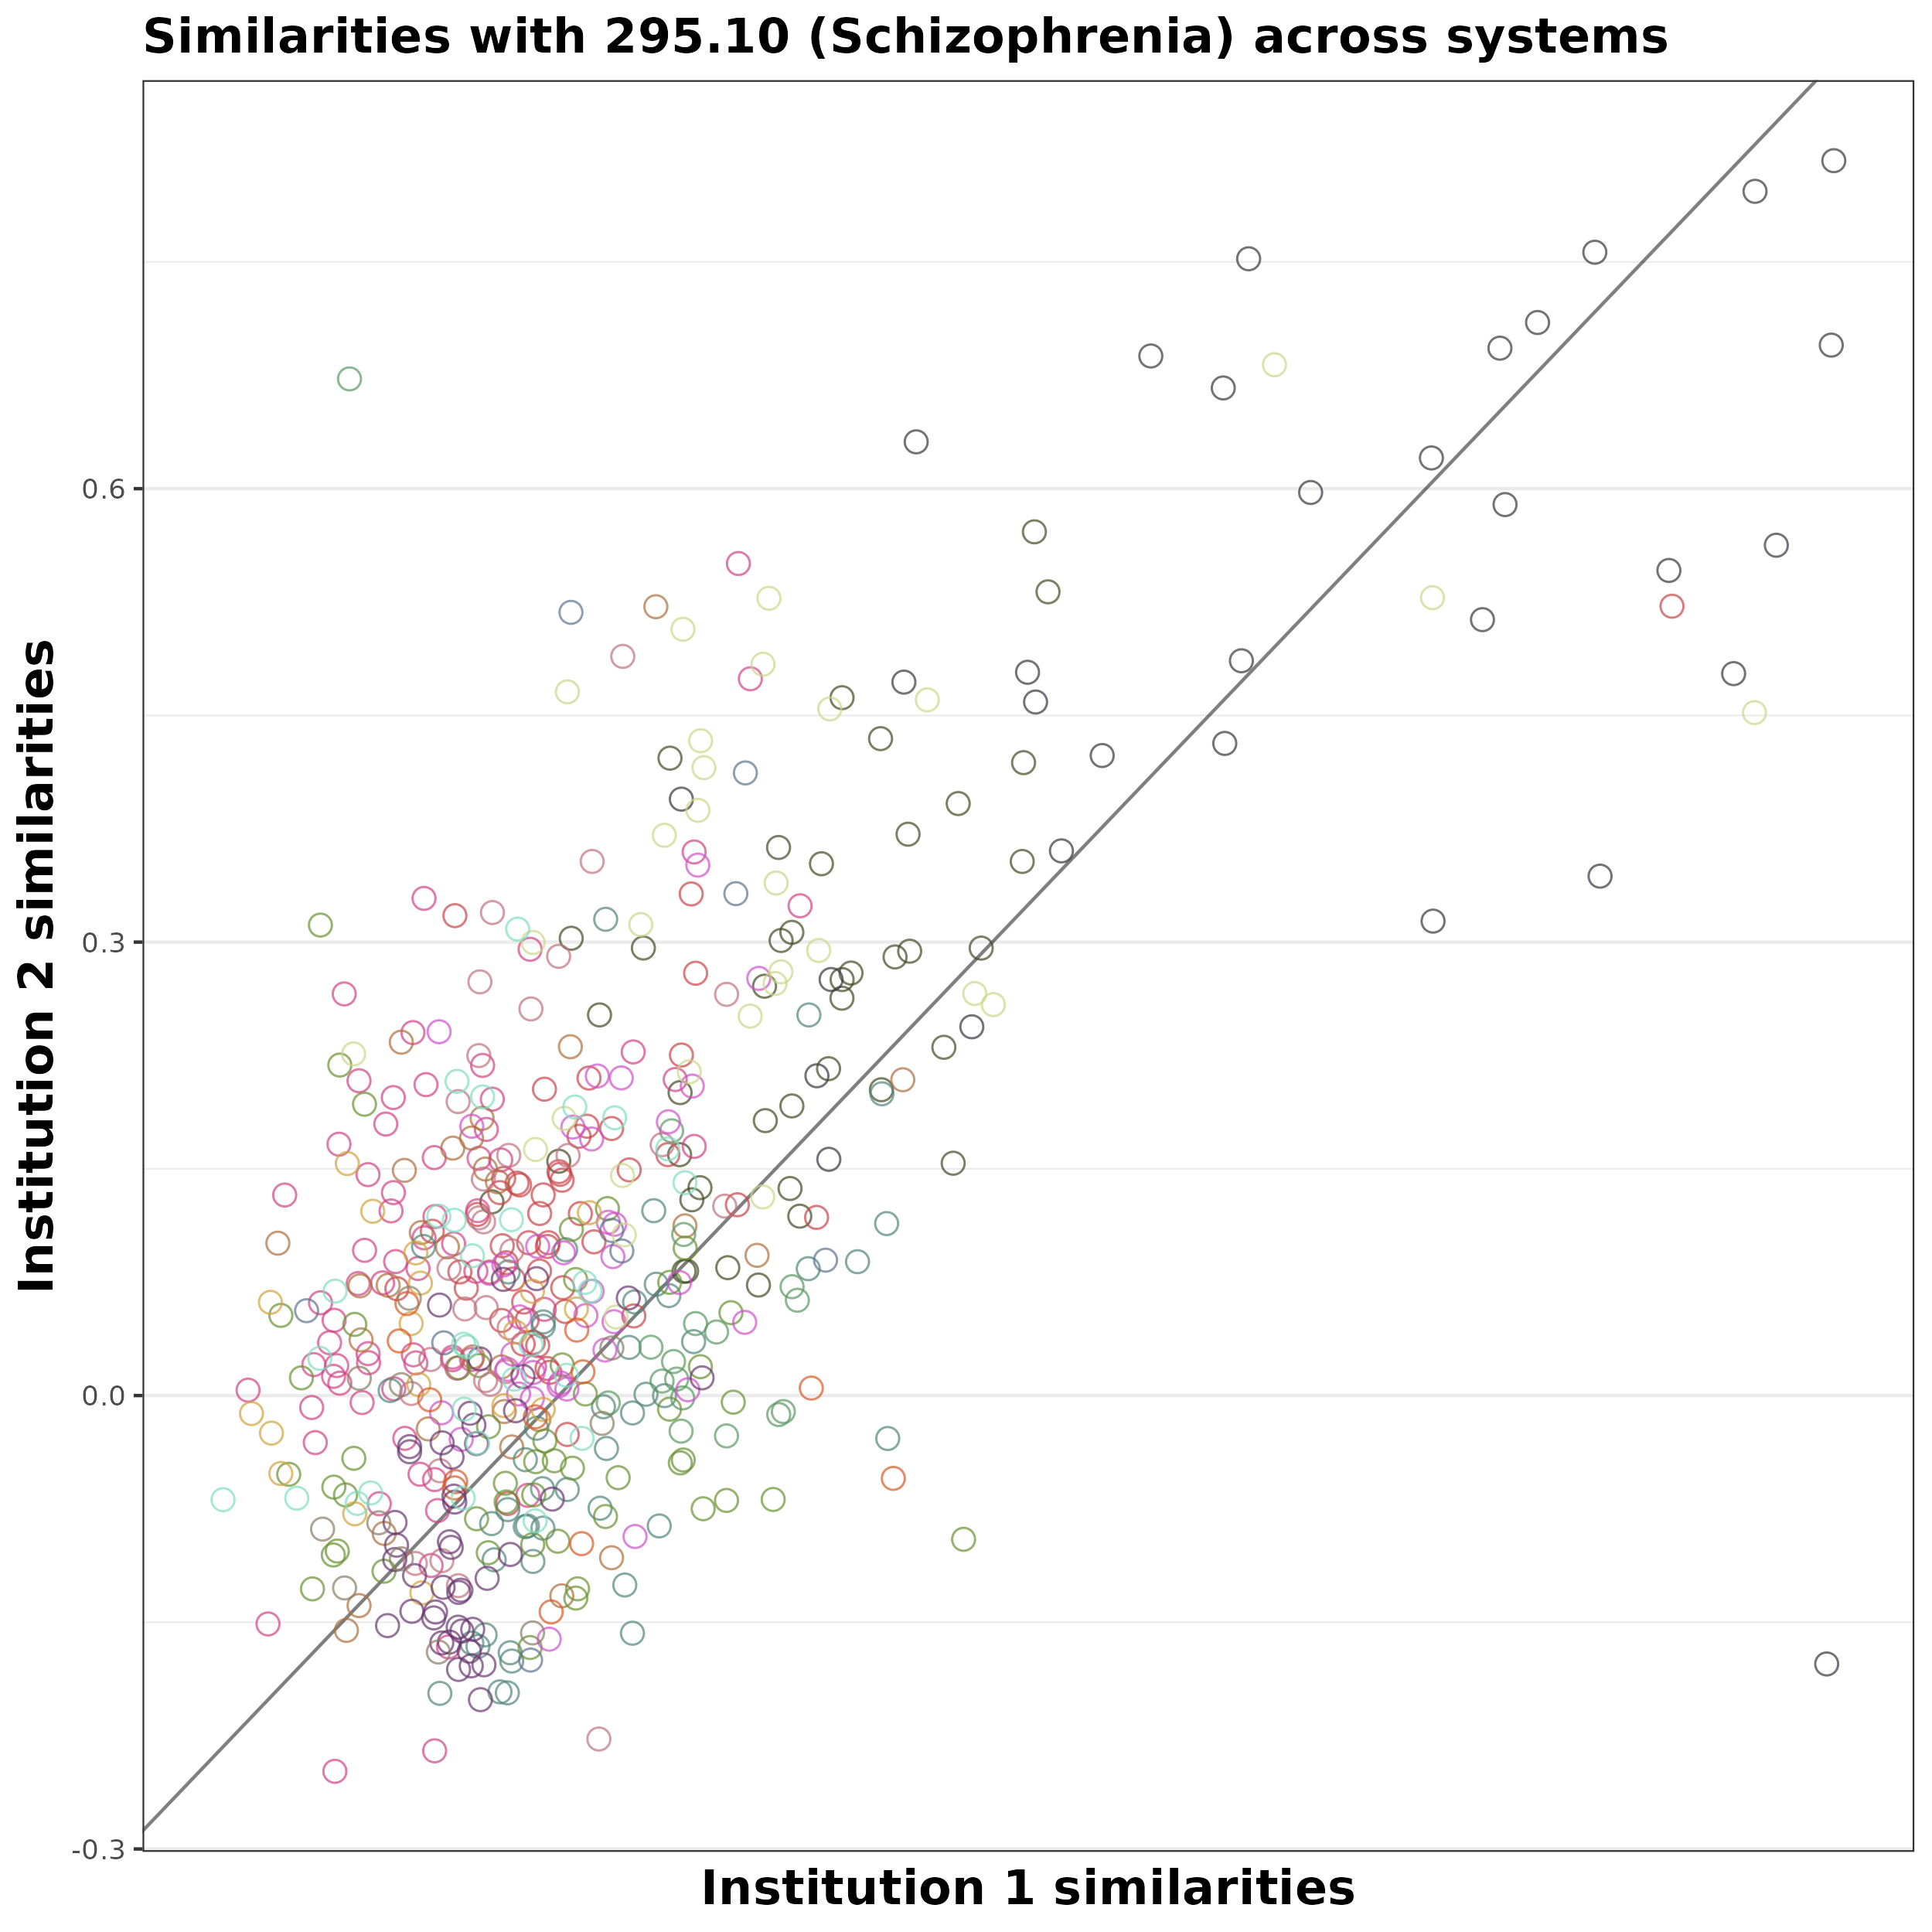 Similarities with 295.10 (Schizophrenia) across systems
Institution 2 similarities
0.6
0.3
0.0
-0.3
Institution 1 similarities